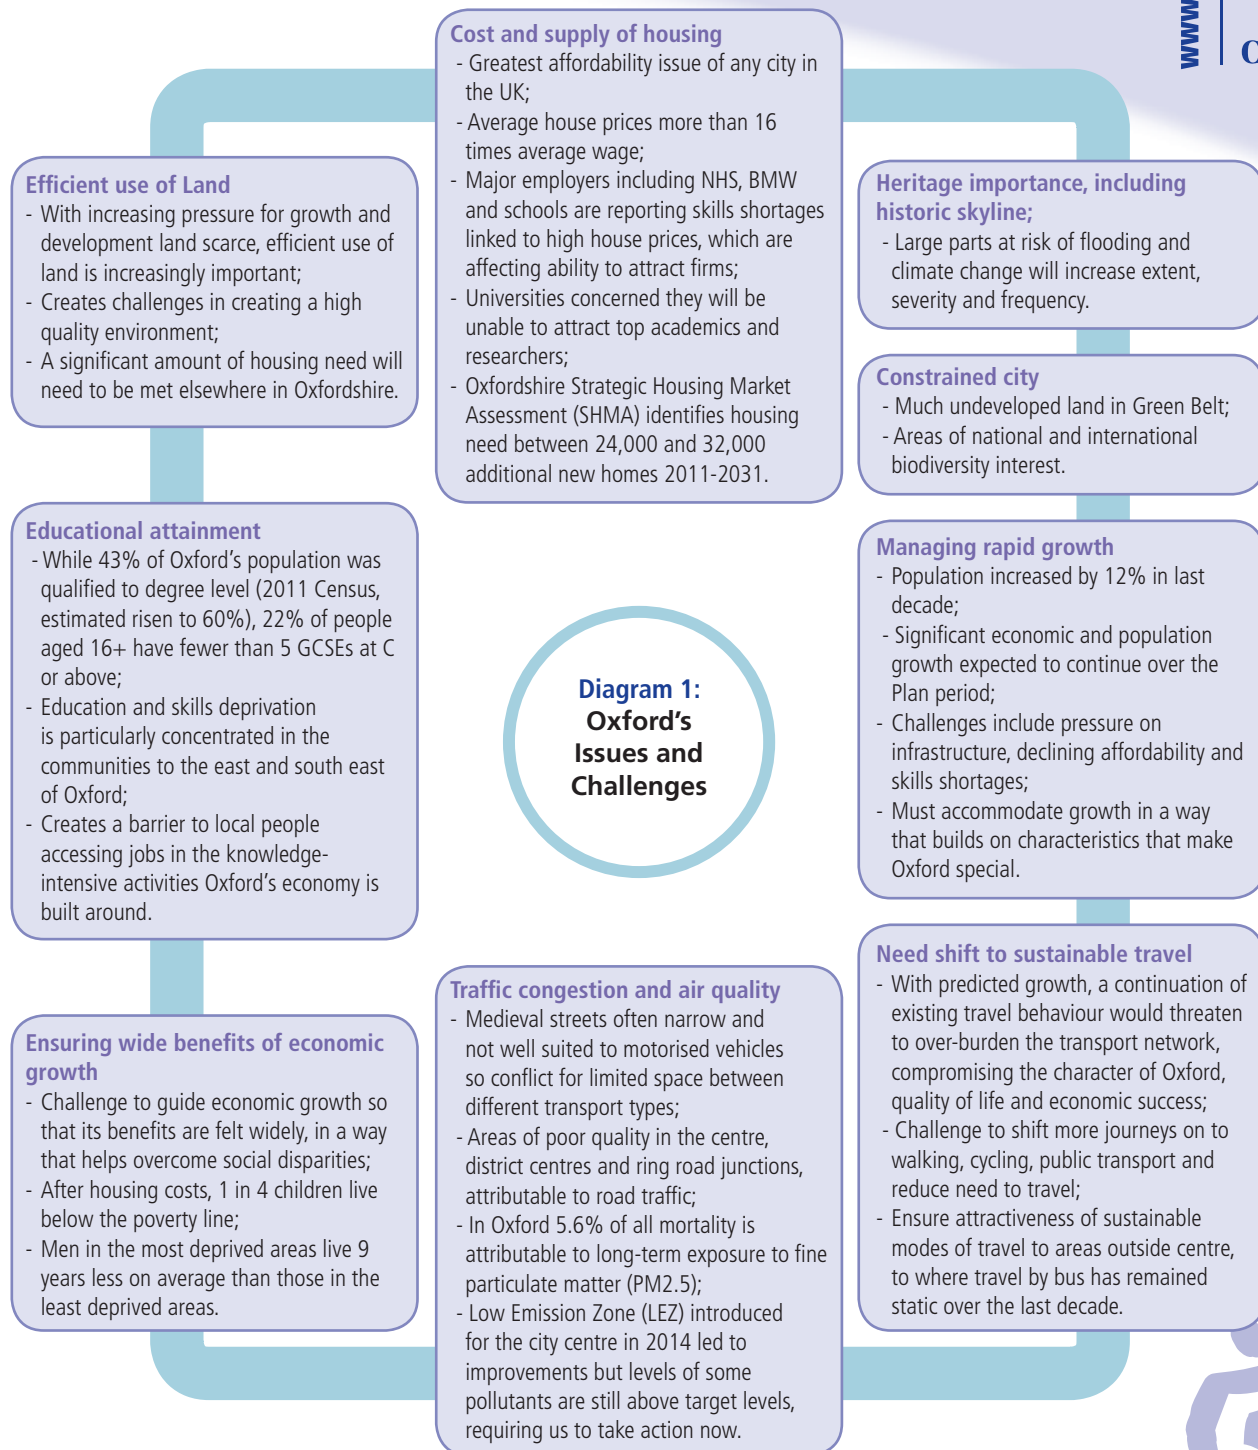 www
O
Cost and supply of housing
- Greatest affordability issue of any city in
the UK;
- Average house prices more than 16
times average wage;
- Major employers including NHS, BMW
and schools are reporting skills shortages
linked to high house prices, which are
affecting ability to attract firms;
- Universities concerned they will be
unable to attract top academics and
researchers;
- Oxfordshire Strategic Housing Market
Assessment (SHMA) identifies housing
need between 24,000 and 32,000
additional new homes 2011-2031.
Efficient use of Land
- With increasing pressure for growth and
development land scarce, efficient use of
land is increasingly important;
- Creates challenges in creating a high
quality environment;
- A significant amount of housing need will
need to be met elsewhere in Oxfordshire.
Heritage importance, including
historic skyline;
- Large parts at risk of flooding and
climate change will increase extent,
severity and frequency.
Constrained city
- Much undeveloped land in Green Belt;
- Areas of national and international
biodiversity interest.
Educational attainment
- While 43% of Oxford's population was
qualified to degree level (2011 Census,
estimated risen to 60%), 22% of people
aged 16+ have fewer than 5 GCSEs at C
or above;
- Education and skills deprivation
is particularly concentrated in the
communities to the east and south east
of Oxford;
- Creates a barrier to local people
accessing jobs in the knowledge-
intensive activities Oxford's economy is
built around.
Diagram 1:
Oxford's
Issues and
Challenges
Managing rapid growth
- Population increased by 12% in last
decade;
- Significant economic and population
growth expected to continue over the
Plan period;
- Challenges include pressure on
infrastructure, declining affordability and
skills shortages;
- Must accommodate growth in a way
that builds on characteristics that make
Oxford special.
Ensuring wide benefits of economic
growth
- Challenge to guide economic growth so
that its benefits are felt widely, in a way
that helps overcome social disparities;
- After housing costs, 1 in 4 children live
below the poverty line;
- Men in the most deprived areas live 9
years less on average than those in the
least deprived areas.
Traffic congestion and air quality
- Medieval streets often narrow and
not well suited to motorised vehicles
so conflict for limited space between
different transport types;
- Areas of poor quality in the centre,
district centres and ring road junctions,
attributable to road traffic;
- In Oxford 5.6% of all mortality is
attributable to long-term exposure to fine
particulate matter (PM2.5);
- Low Emission Zone (LEZ) introduced
for the city centre in 2014 led to
improvements but levels of some
pollutants are still above target levels,
requiring us to take action now.
Need shift to sustainable travel
- With predicted growth, a continuation of
existing travel behaviour would threaten
to over-burden the transport network,
compromising the character of Oxford,
quality of life and economic success;
- Challenge to shift more journeys on to
walking, cycling, public transport and
reduce need to travel;
- Ensure attractiveness of sustainable
modes of travel to areas outside centre,
to where travel by bus has remained
static over the last decade.